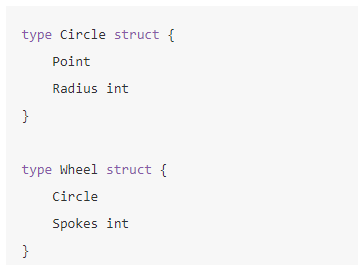 type Circle struct {
    Point
    Radius int
}
type Wheel struct {
    Circle
    Spokes int
}